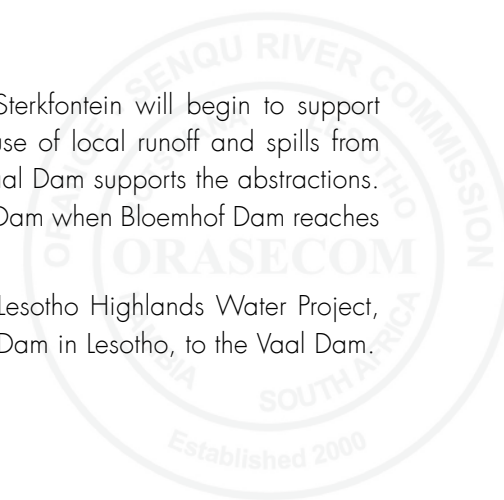 Sterkfontein will begin to support
use of local runoff and spills from
Vaal Dam supports the abstractions.
Dam when Bloemhof Dam reaches
Lesotho Highlands Water Project,
Dam in Lesotho, to the Vaal Dam.
SENQU RIVER COMMISSION
ORASECOM
SOUTH AFRICA
Established 2000